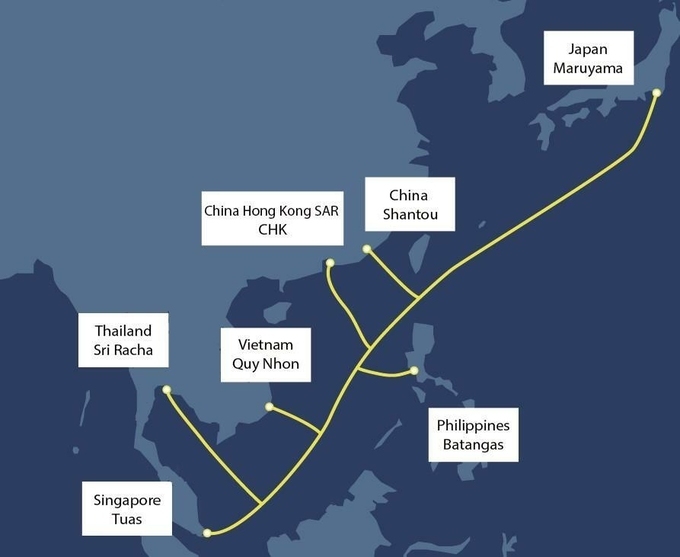 Japan
Maruyama
China
Shantou
China Hong Kong SAR
CHK
Thailand
Sri Racha
Vietnam
Quy Nhon
Philippines
Batangas
Singapore
Tuas